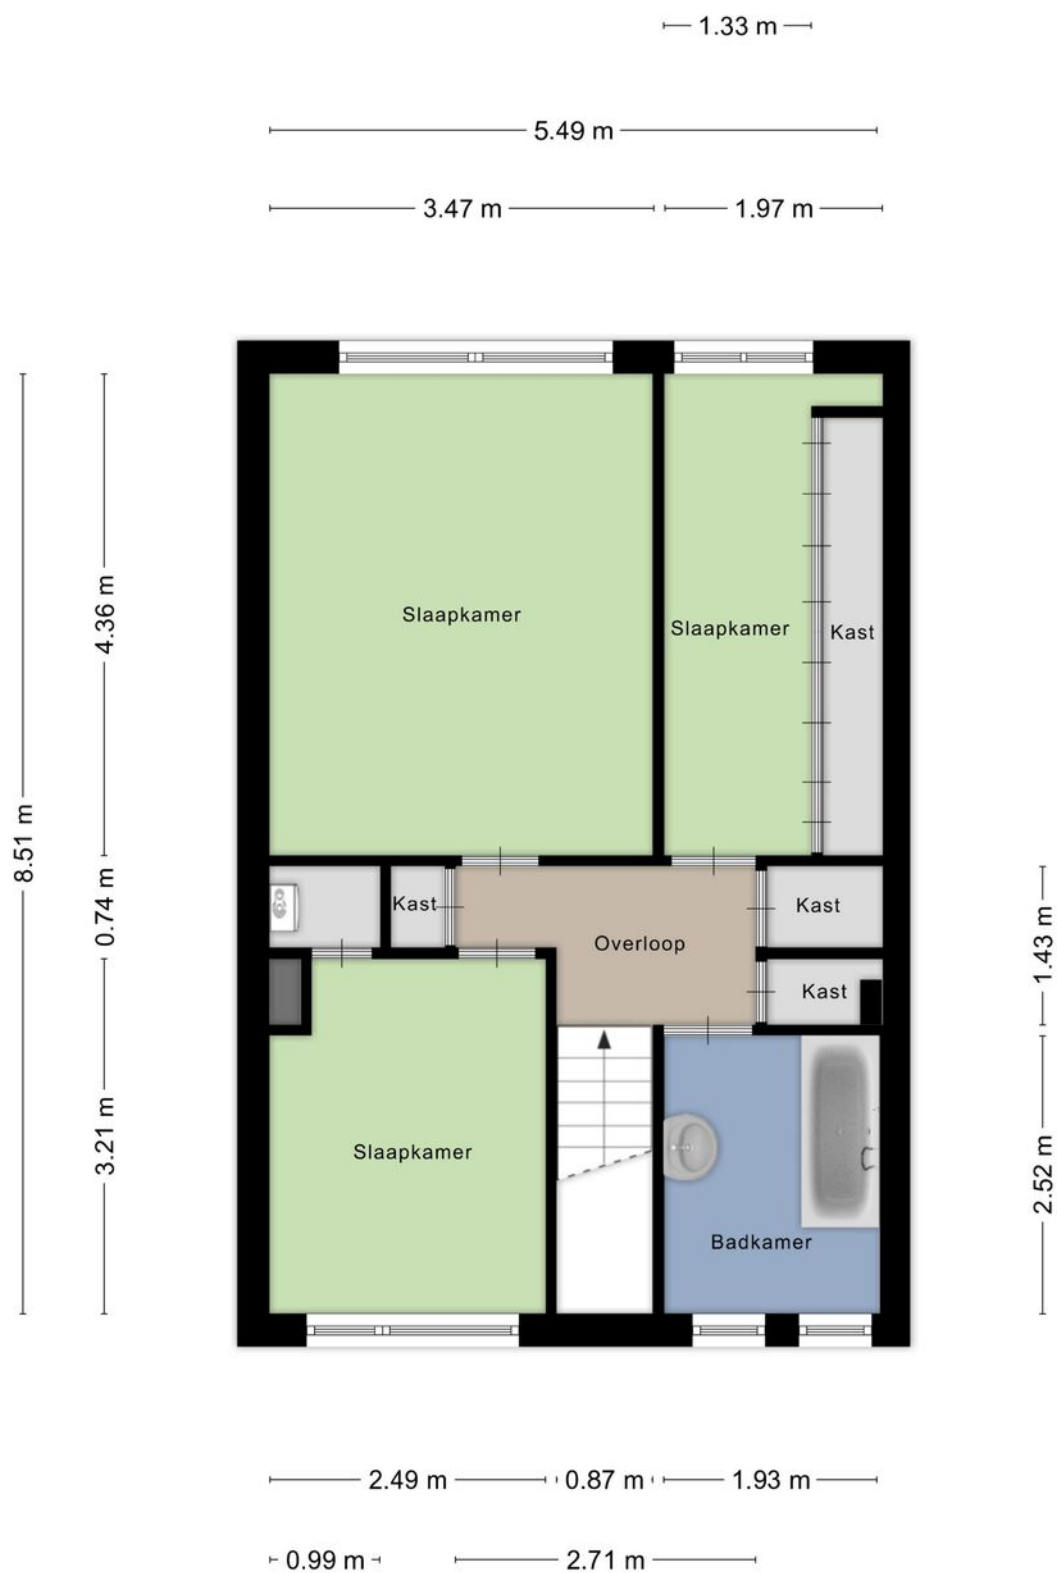 1.33 m
5.49 m
3.47 m
1.97 m
8.51 m
4.36 m
0.74 m
3.21 m
1.43 m
2.52 m
Slaapkamer
Slaapkamer
Kast
Kast
Kast
Overloop
Kast
Slaapkamer
Badkamer
2.49 m
0.87 m
1.93 m
0.99 m
2.71 m